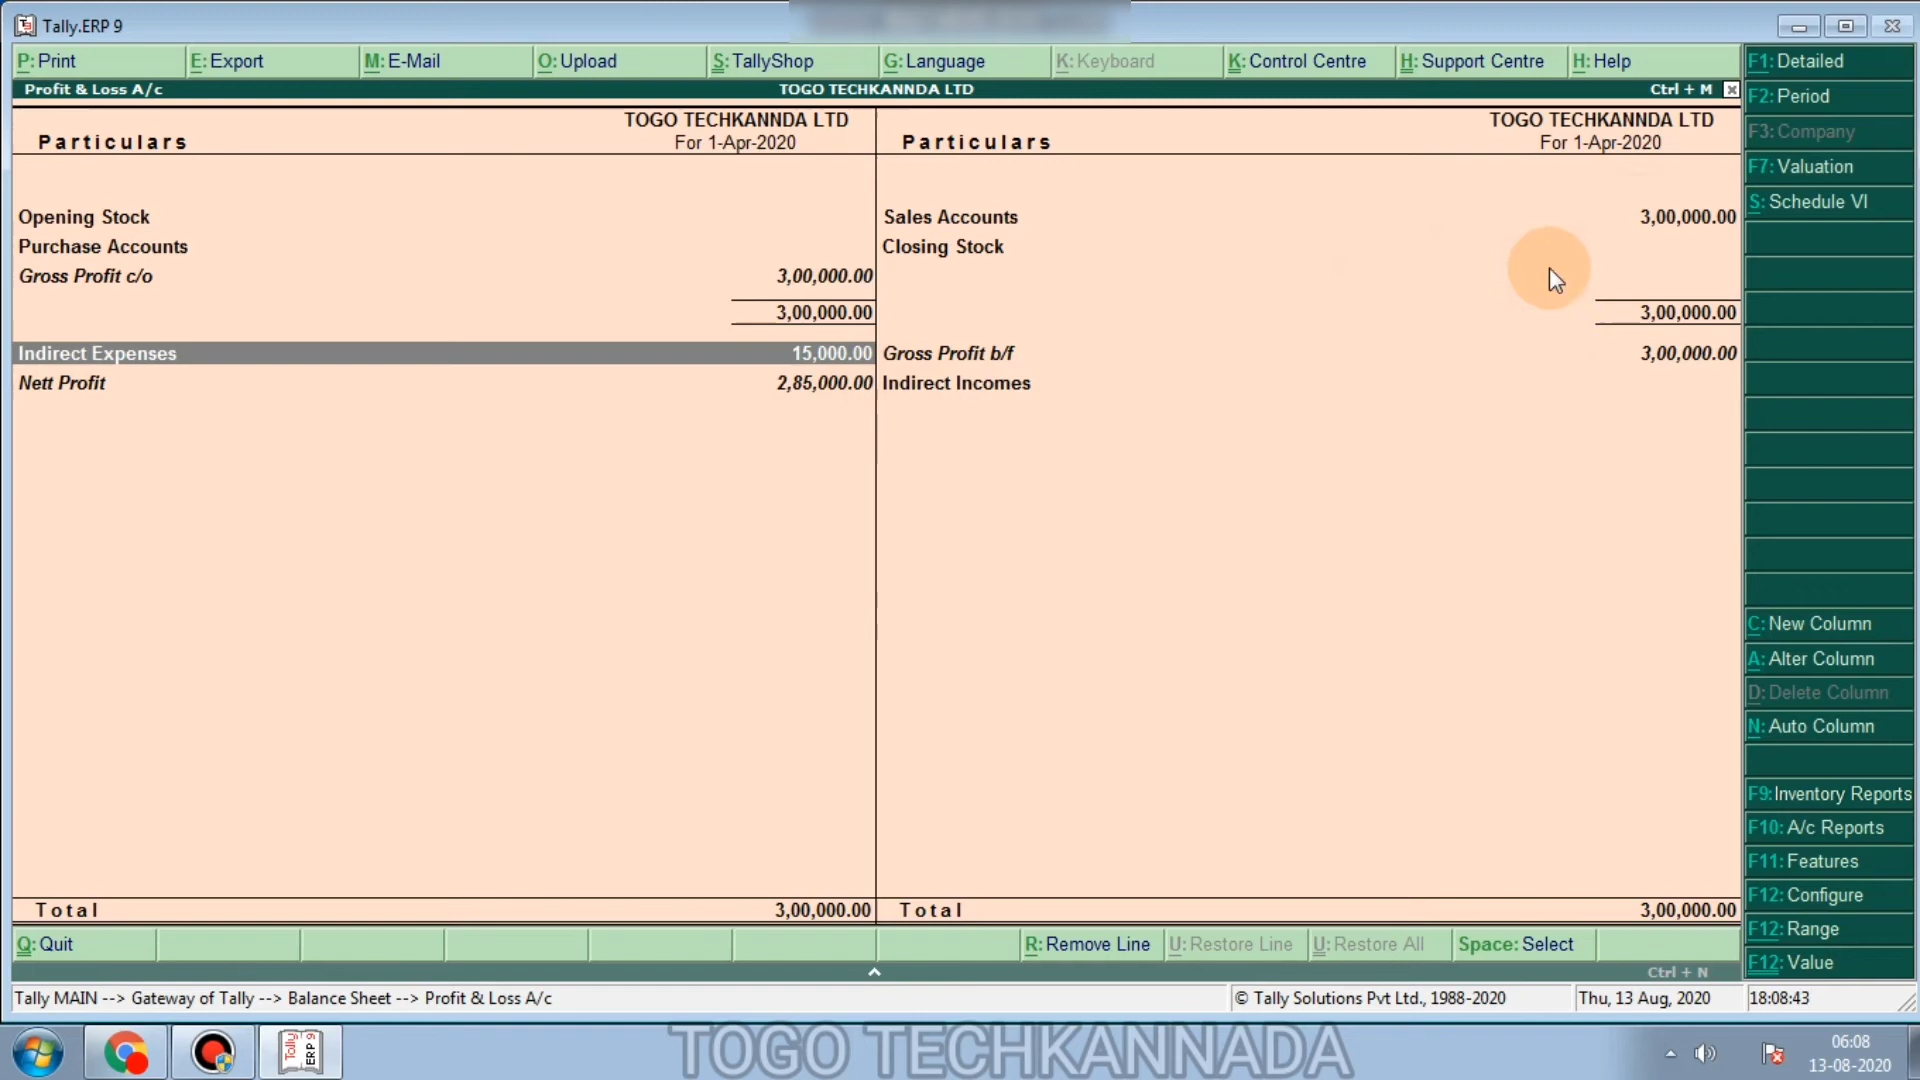 Tally.ERP 9
P: Print E: Export M: E-Mail O: Upload S: TallyShop G: Language K: Keyboard K: Control Centre H: Support Centre H: Help
Profit & Loss A/c TOGO TECHKANNDA LTD Ctrl + M
Particulars TOGO TECHKANNDA LTD Particulars TOGO TECHKANNDA LTD
For 1-Apr-2020 For 1-Apr-2020
Opening Stock Sales Accounts 3,00,000.00
Purchase Accounts Closing Stock
Gross Profit c/o 3,00,000.00
3,00,000.00 3,00,000.00
Indirect Expenses 15,000.00 Gross Profit b/f 3,00,000.00
Nett Profit 2,85,000.00 Indirect Incomes
Total 3,00,000.00 Total 3,00,000.00
Q: Quit R: Remove Line U: Restore Line U: Restore All Space: Select
Ctrl + N
F1: Detailed
F2: Period
F3: Company
F7: Valuation
S: Schedule VI
C: New Column
A: Alter Column
D: Delete Column
N: Auto Column
F9: Inventory Reports
F10: A/c Reports
F11: Features
F12: Configure
F12: Range
F12: Value
Tally MAIN --> Gateway of Tally --> Balance Sheet --> Profit & Loss A/c © Tally Solutions Pvt Ltd., 1988-2020 Thu, 13 Aug, 2020 18:08:43
Tally ERP 9
TOGO TECHKANNADA
06:08
13-08-2020